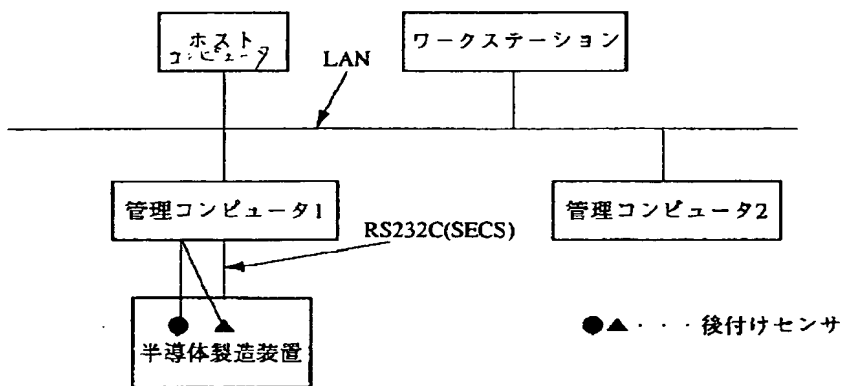 ホスト
コンピュータ
ワークステーション
LAN
管理コンピュータ1
管理コンピュータ2
RS232C(SECS)
●▲・・・後付けセンサ
半導体製造装置